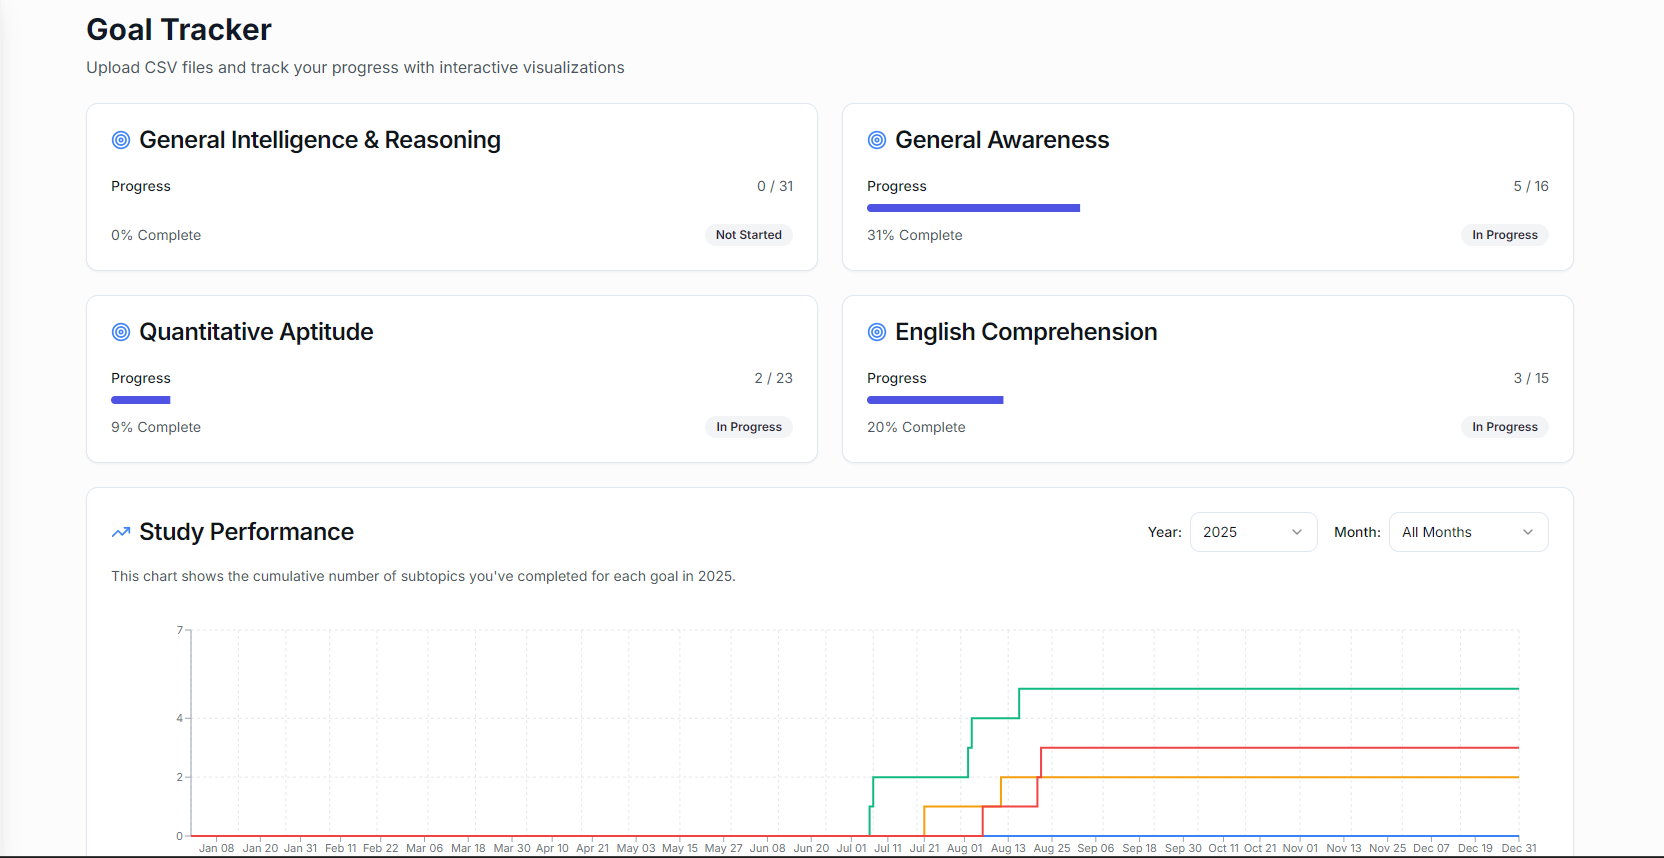 Goal Tracker
Upload CSV files and track your progress with interactive visualizations
General Intelligence & Reasoning
Progress 0 / 31
0% Complete Not Started
General Awareness
Progress 5 / 16
31% Complete In Progress
Quantitative Aptitude
Progress 2 / 23
9% Complete In Progress
English Comprehension
Progress 3 / 15
20% Complete In Progress
Study Performance Year: 2025 Month: All Months
This chart shows the cumulative number of subtopics you've completed for each goal in 2025.
7
4
2
0
Jan 08 Jan 20 Jan 31 Feb 11 Feb 22 Mar 06 Mar 18 Mar 30 Apr 10 Apr 21 May 03 May 15 May 27 Jun 08 Jun 20 Jul 01 Jul 11 Jul 21 Aug 01 Aug 13 Aug 25 Sep 06 Sep 18 Sep 30 Oct 11 Oct 21 Nov 01 Nov 13 Nov 25 Dec 07 Dec 19 Dec 31